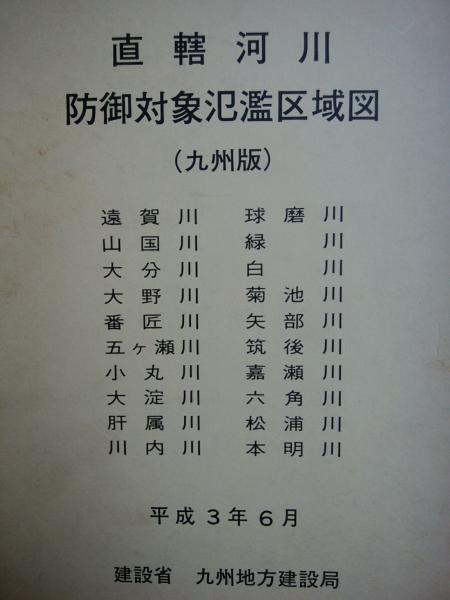 直轄河川
防御対象氾濫区域図
(九州版)
遠賀川 球磨川
山国川 緑川
大分川 白川
大野川 菊池川
番匠川 矢部川
五ヶ瀬川 筑後川
小丸川 嘉瀬川
大淀川 六角川
肝属川 松浦川
川内川 本明川
平成3年6月
建設省 九州地方建設局